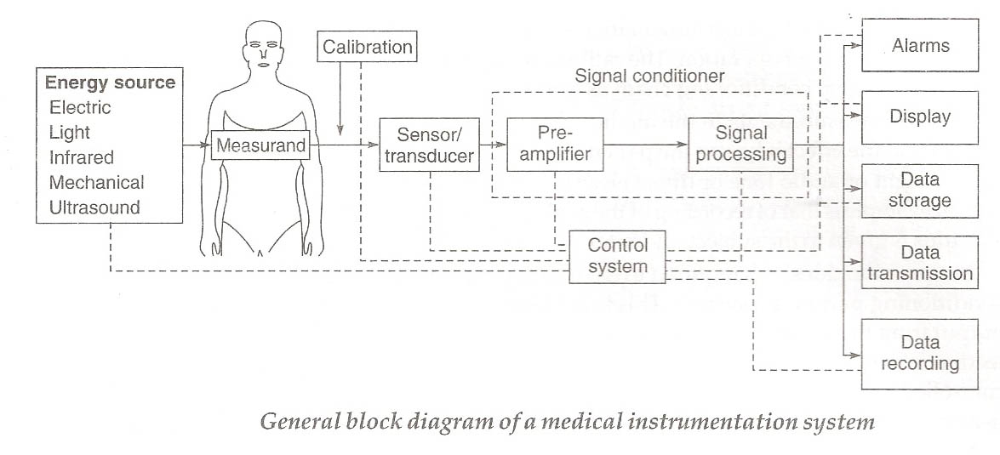 Calibration
Energy source
Electric
Light
Infrared
Mechanical
Ultrasound
Measurand
Sensor/
transducer
Signal conditioner
Pre-
amplifier
Signal
processing
Control
system
Alarms
Display
Data
storage
Data
transmission
Data
recording
General block diagram of a medical instrumentation system